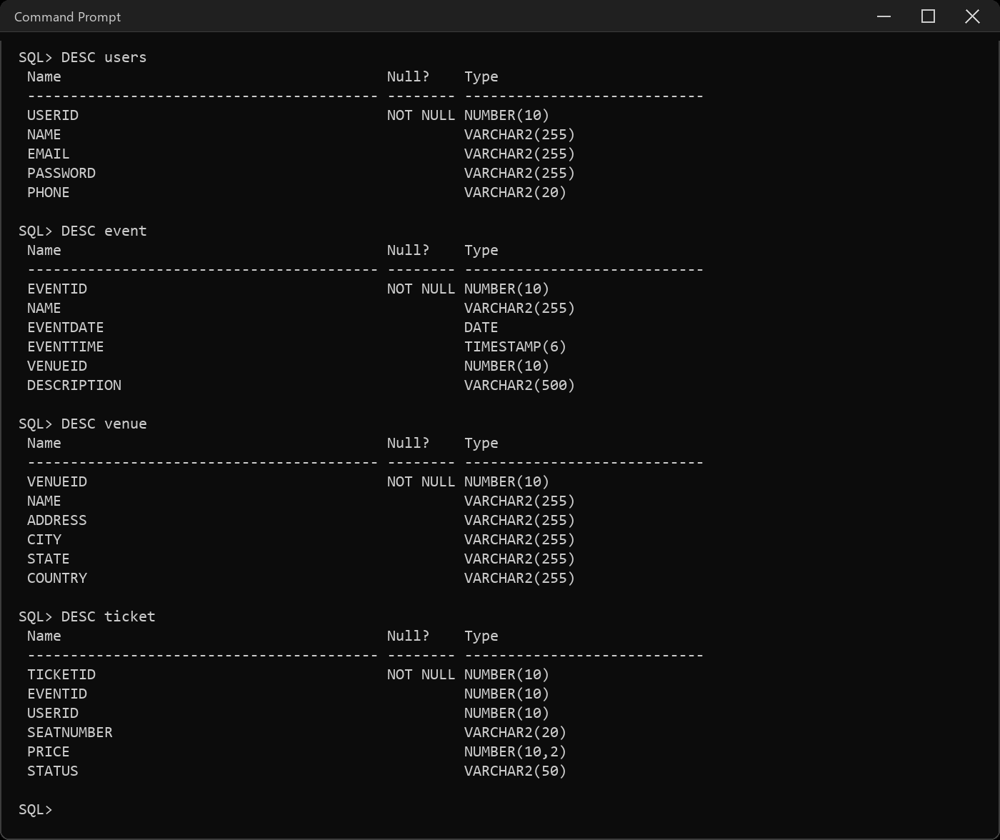 Command Prompt
SQL> DESC users
 Name                                      Null?    Type
 ----------------------------------------- -------- ----------------------------
 USERID                                    NOT NULL NUMBER(10)
 NAME                                               VARCHAR2(255)
 EMAIL                                              VARCHAR2(255)
 PASSWORD                                           VARCHAR2(255)
 PHONE                                              VARCHAR2(20)

SQL> DESC event
 Name                                      Null?    Type
 ----------------------------------------- -------- ----------------------------
 EVENTID                                   NOT NULL NUMBER(10)
 NAME                                               VARCHAR2(255)
 EVENTDATE                                          DATE
 EVENTTIME                                          TIMESTAMP(6)
 VENUEID                                            NUMBER(10)
 DESCRIPTION                                        VARCHAR2(500)

SQL> DESC venue
 Name                                      Null?    Type
 ----------------------------------------- -------- ----------------------------
 VENUEID                                   NOT NULL NUMBER(10)
 NAME                                               VARCHAR2(255)
 ADDRESS                                            VARCHAR2(255)
 CITY                                               VARCHAR2(255)
 STATE                                              VARCHAR2(255)
 COUNTRY                                            VARCHAR2(255)

SQL> DESC ticket
 Name                                      Null?    Type
 ----------------------------------------- -------- ----------------------------
 TICKETID                                  NOT NULL NUMBER(10)
 EVENTID                                            NUMBER(10)
 USERID                                             NUMBER(10)
 SEATNUMBER                                         VARCHAR2(20)
 PRICE                                              NUMBER(10,2)
 STATUS                                             VARCHAR2(50)

SQL>